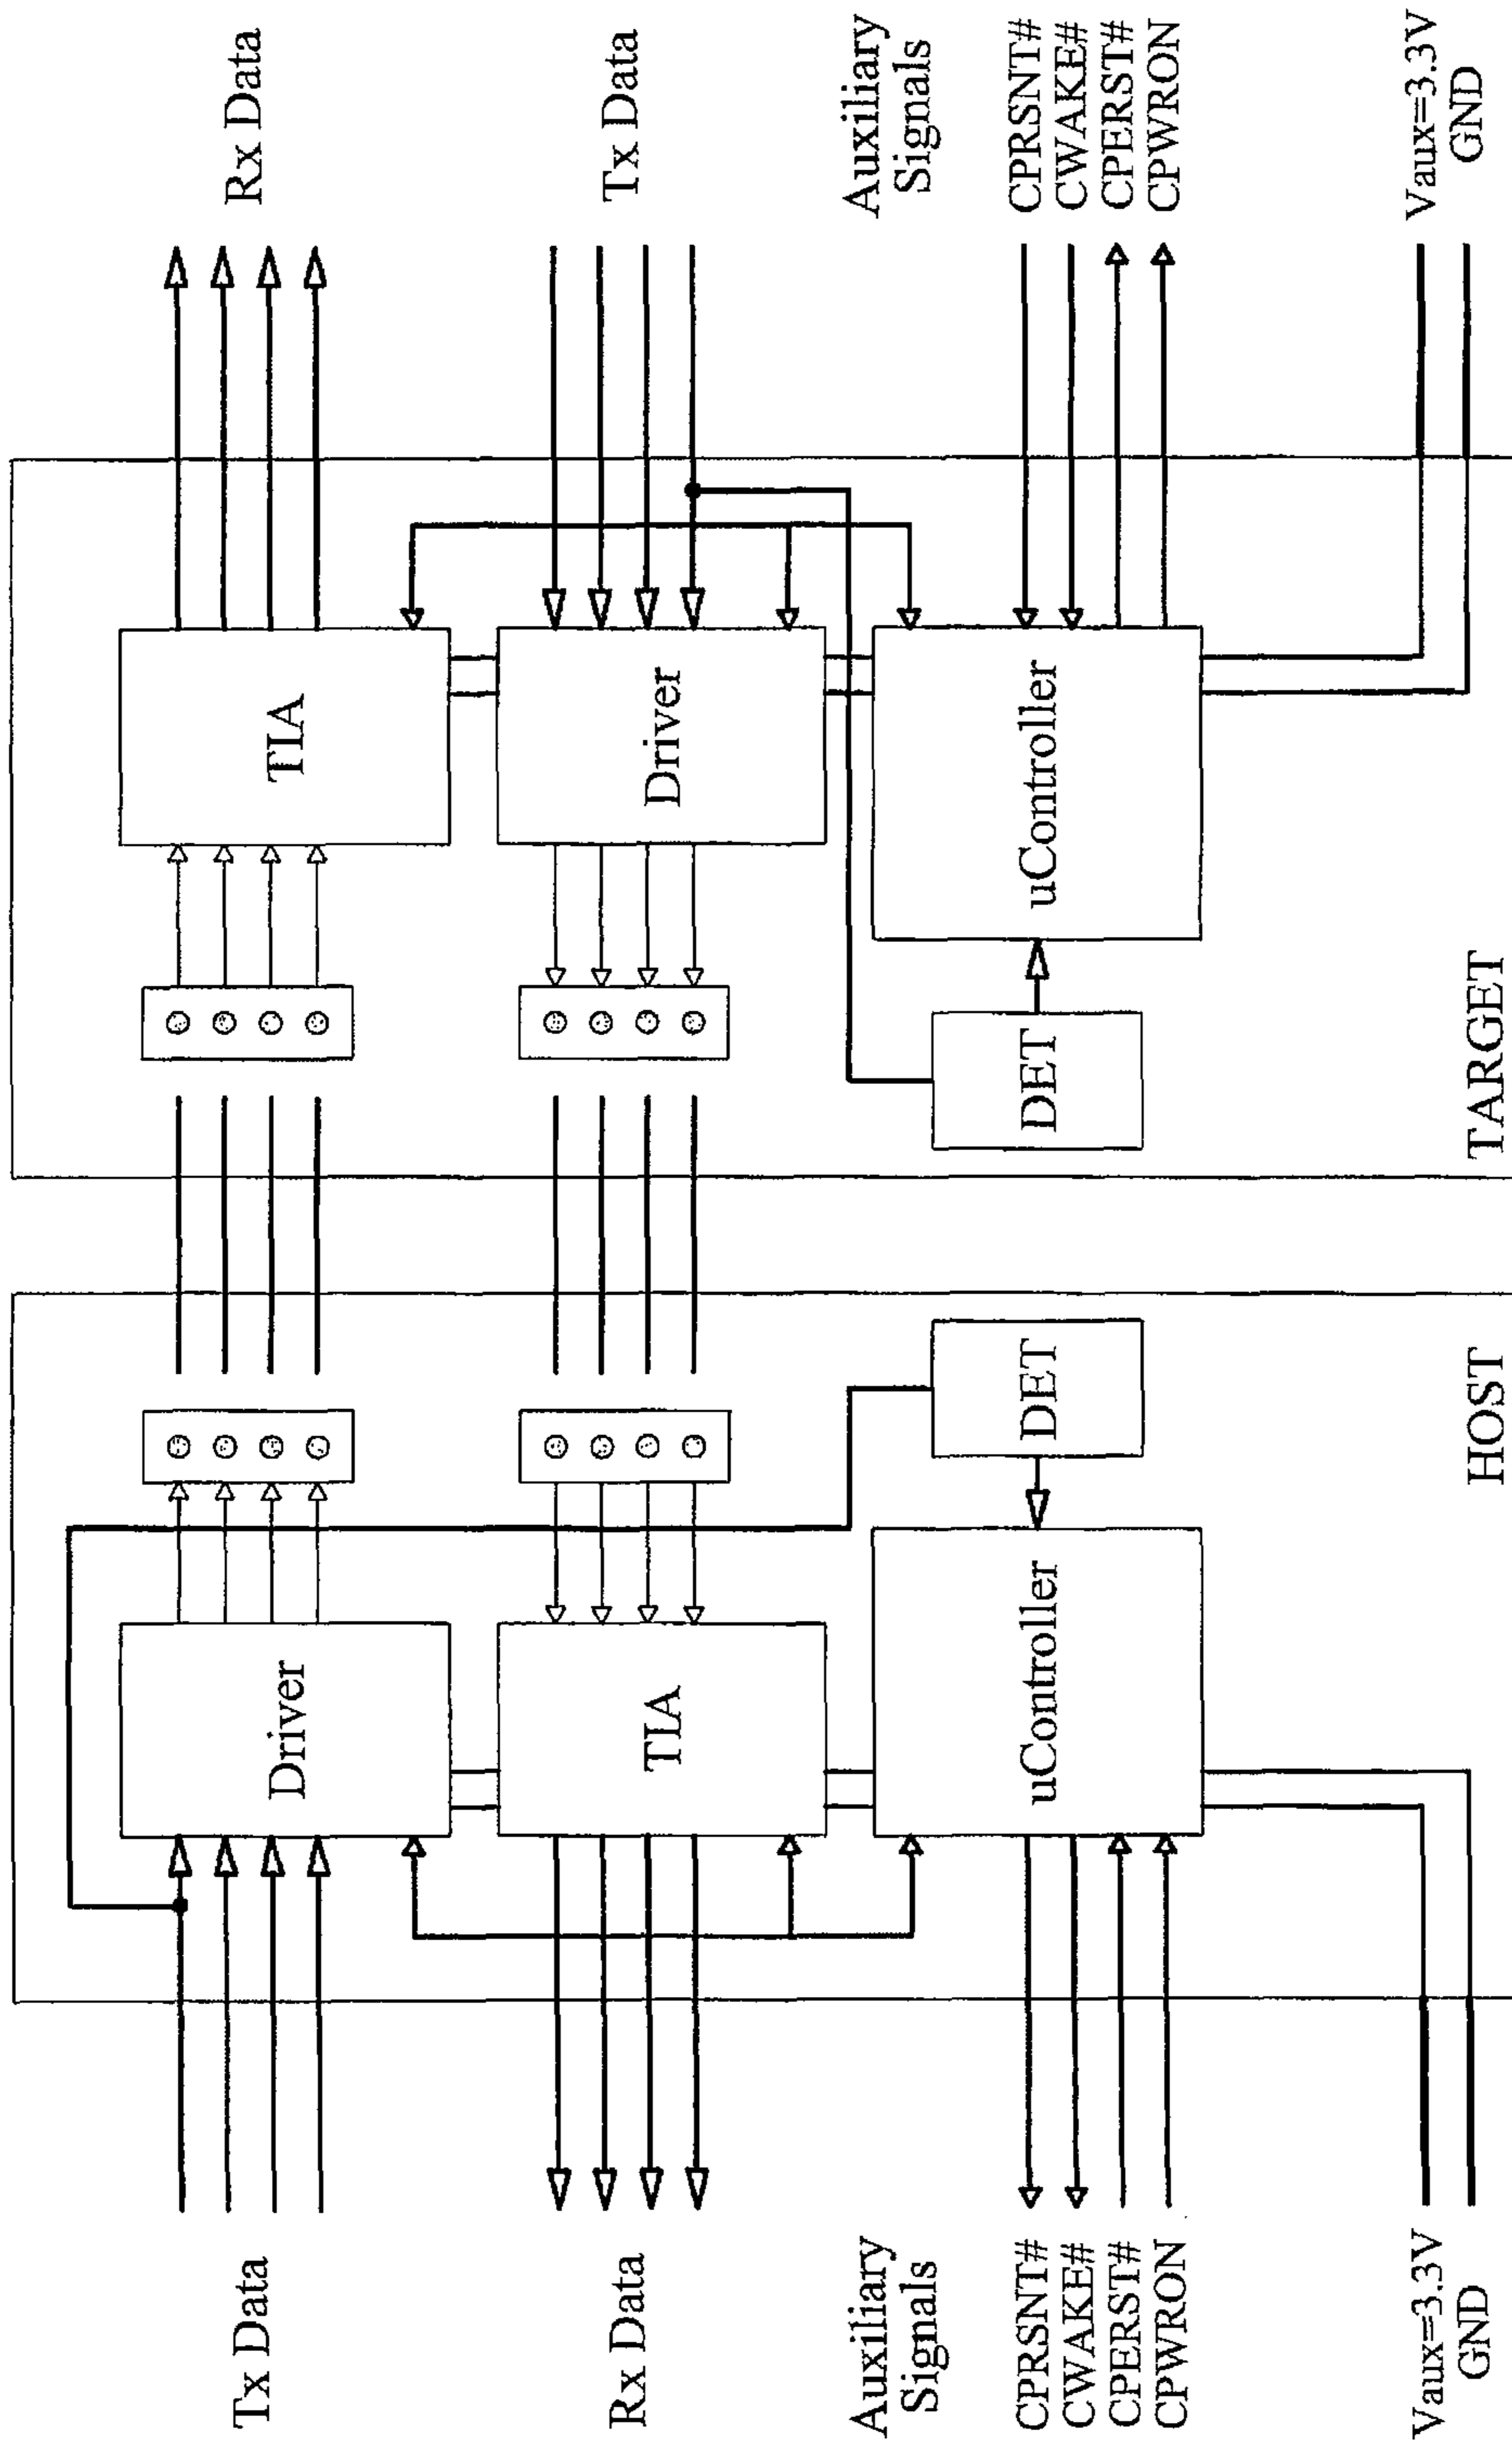 Tx Data
Rx Data
Auxiliary
Signals
CPRSNT#
CWAKE#
CPERST#
CPWRON
Vaux=3.3V
GND
Driver
TIA
uController
DET
HOST
TIA
Driver
uController
DET
TARGET
Rx Data
Tx Data
Auxiliary
Signals
CPRSNT#
CWAKE#
CPERST#
CPWRON
Vaux=3.3V
GND